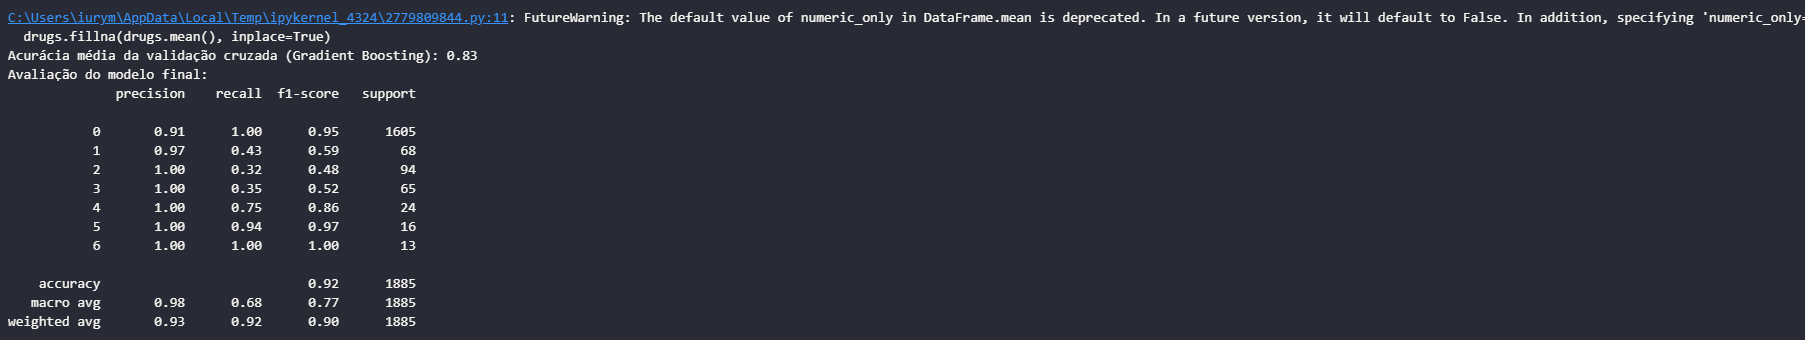 C:\Users\iurym\AppData\Local\Temp\ipykernel_4324\2779809844.py:11: FutureWarning: The default value of numeric_only in DataFrame.mean is deprecated. In a future version, it will default to False. In addition, specifying 'numeric_only=
drugs.fillna(drugs.mean(), inplace=True)
Acurácia média da validação cruzada (Gradient Boosting): 0.83
Avaliação do modelo final:
precision recall f1-score support
0 0.91 1.00 0.95 1605
1 0.97 0.43 0.59 68
2 1.00 0.32 0.48 94
3 1.00 0.35 0.52 65
4 1.00 0.75 0.86 24
5 1.00 0.94 0.97 16
6 1.00 1.00 1.00 13
accuracy 0.92 1885
macro avg 0.98 0.68 0.77 1885
weighted avg 0.93 0.92 0.90 1885